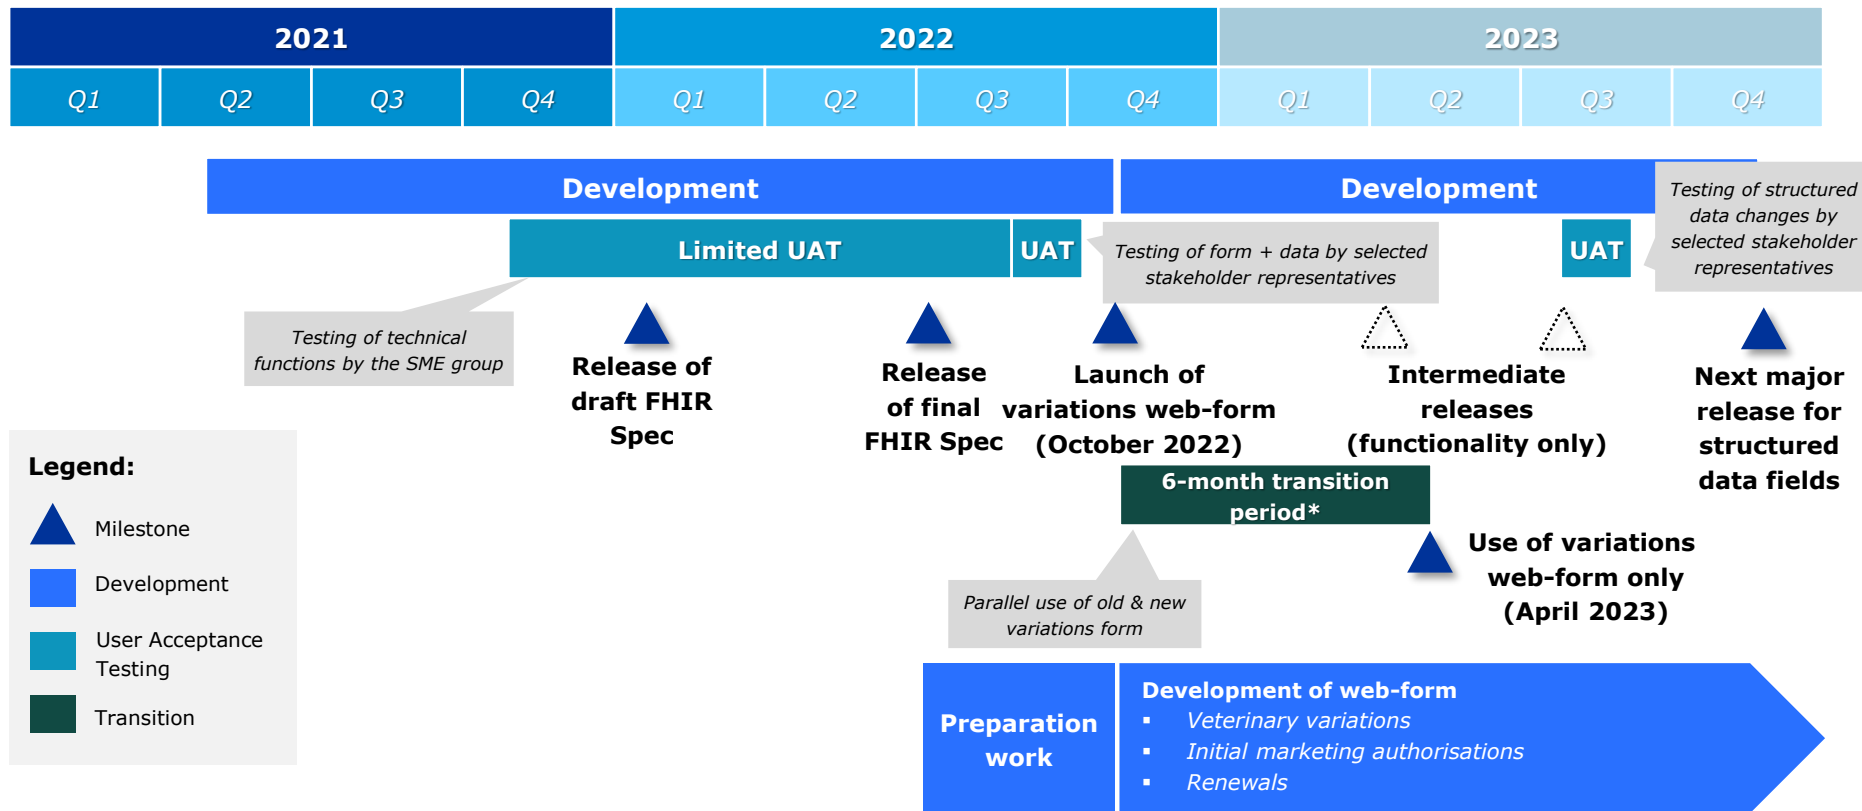 2021
2022
2023
Q1
Q2
Q3
Q4
Q1
Q2
Q3
Q4
Q1
Q2
Q3
Q4
Development
Development
Testing of structured
data changes by
selected stakeholder
representatives
Limited UAT
UAT
Testing of form + data by selected
stakeholder representatives
UAT
Testing of technical
functions by the SME group
Release of
draft FHIR
Spec
Release
of final
FHIR Spec
Launch of
variations web-form
(October 2022)
Intermediate
releases
(functionality only)
Next major
release for
structured
data fields
6-month transition
period*
Use of variations
web-form only
(April 2023)
Parallel use of old & new
variations form
Legend:
Milestone
Development
User Acceptance
Testing
Transition
Preparation
work
Development of web-form
▪ Veterinary variations
▪ Initial marketing authorisations
▪ Renewals